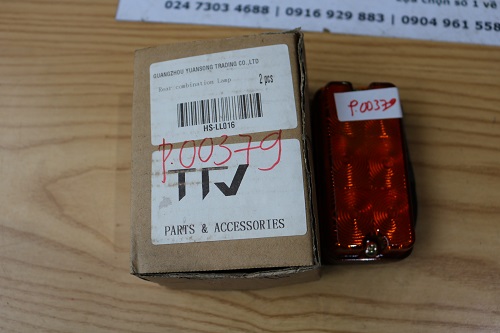 024 7303 4688 | 0916 929 883 | 0904 961 558
GUANGZHOU YUANSONG TRADING CO.,LTD
Rear combination lamp 2 pcs
HS-LL016
P.00379
TTV
PARTS & ACCESSORIES
P.00379